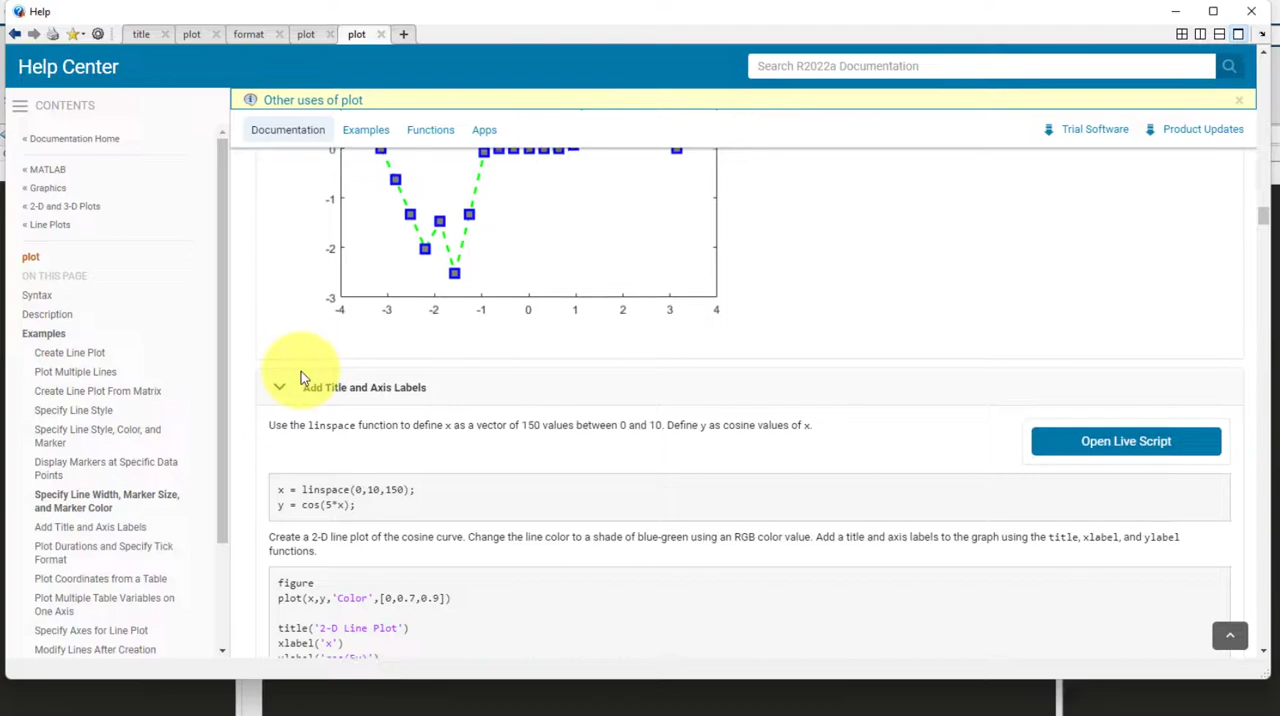 Help
title
plot
format
plot
plot
Help Center
Search R2022a Documentation
CONTENTS
Other uses of plot
Documentation
Examples
Functions
Apps
Trial Software
Product Updates
« Documentation Home
« MATLAB
« Graphics
« 2-D and 3-D Plots
« Line Plots
plot
ON THIS PAGE
Syntax
Description
Examples
Create Line Plot
Plot Multiple Lines
Create Line Plot From Matrix
Specify Line Style
Specify Line Style, Color, and
Marker
Display Markers at Specific Data
Points
Specify Line Width, Marker Size,
and Marker Color
Add Title and Axis Labels
Plot Durations and Specify Tick
Format
Plot Coordinates from a Table
Plot Multiple Table Variables on
One Axis
Specify Axes for Line Plot
Modify Lines After Creation
0
-1
-2
-3
-4 -3 -2 -1 0 1 2 3 4
Add Title and Axis Labels
Use the linspace function to define x as a vector of 150 values between 0 and 10. Define y as cosine values of x.
Open Live Script
x = linspace(0,10,150);
y = cos(5*x);
Create a 2-D line plot of the cosine curve. Change the line color to a shade of blue-green using an RGB color value. Add a title and axis labels to the graph using the title, xlabel, and ylabel
functions.
figure
plot(x,y,'Color',[0,0.7,0.9])
title('2-D Line Plot')
xlabel('x')